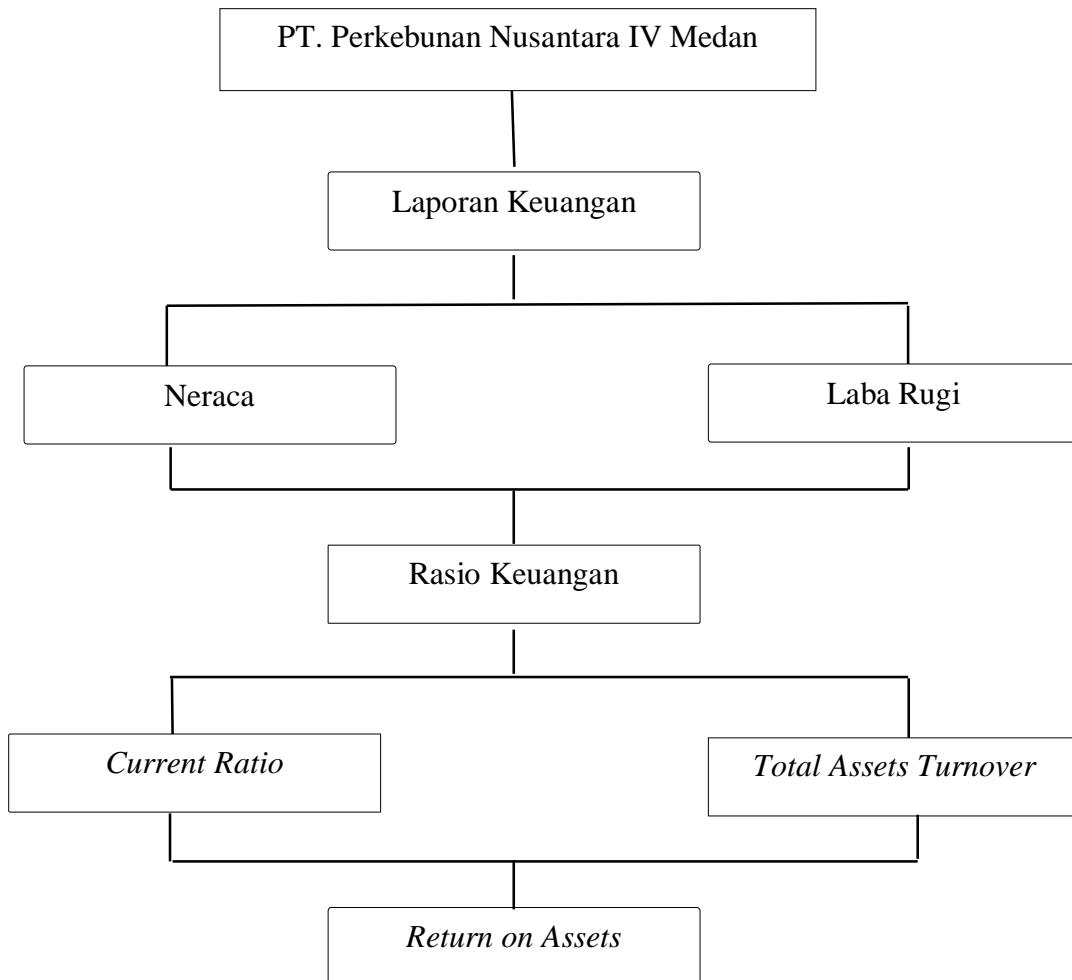 PT. Perkebunan Nusantara IV Medan
Laporan Keuangan
Neraca
Laba Rugi
Rasio Keuangan
Current Ratio
Total Assets Turnover
Return on Assets